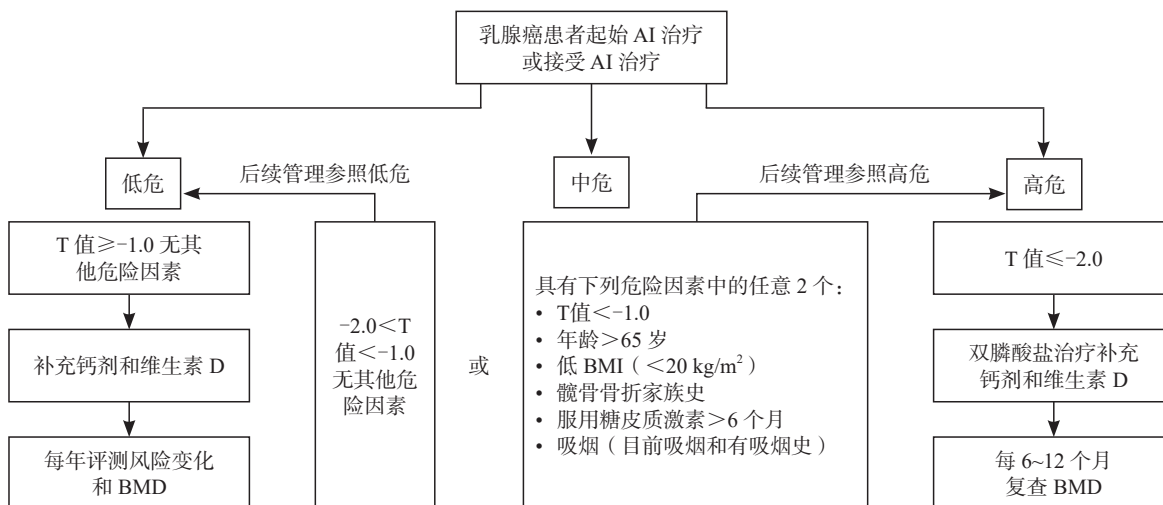 乳腺癌患者起始 AI 治疗
或接受 AI 治疗
低危
后续管理参照低危
中危
后续管理参照高危
高危
T 值≥-1.0 无其
他危险因素
补充钙剂和维生素 D
每年评测风险变化
和 BMD
-2.0<T
值<-1.0
无其他危
险因素
或
具有下列危险因素中的任意 2 个：
• T值<-1.0
• 年龄>65 岁
• 低 BMI（<20 kg/m²）
• 髋骨骨折家族史
• 服用糖皮质激素>6 个月
• 吸烟（目前吸烟和有吸烟史）
T 值≤-2.0
双膦酸盐治疗补充
钙剂和维生素 D
每 6~12 个月
复查 BMD